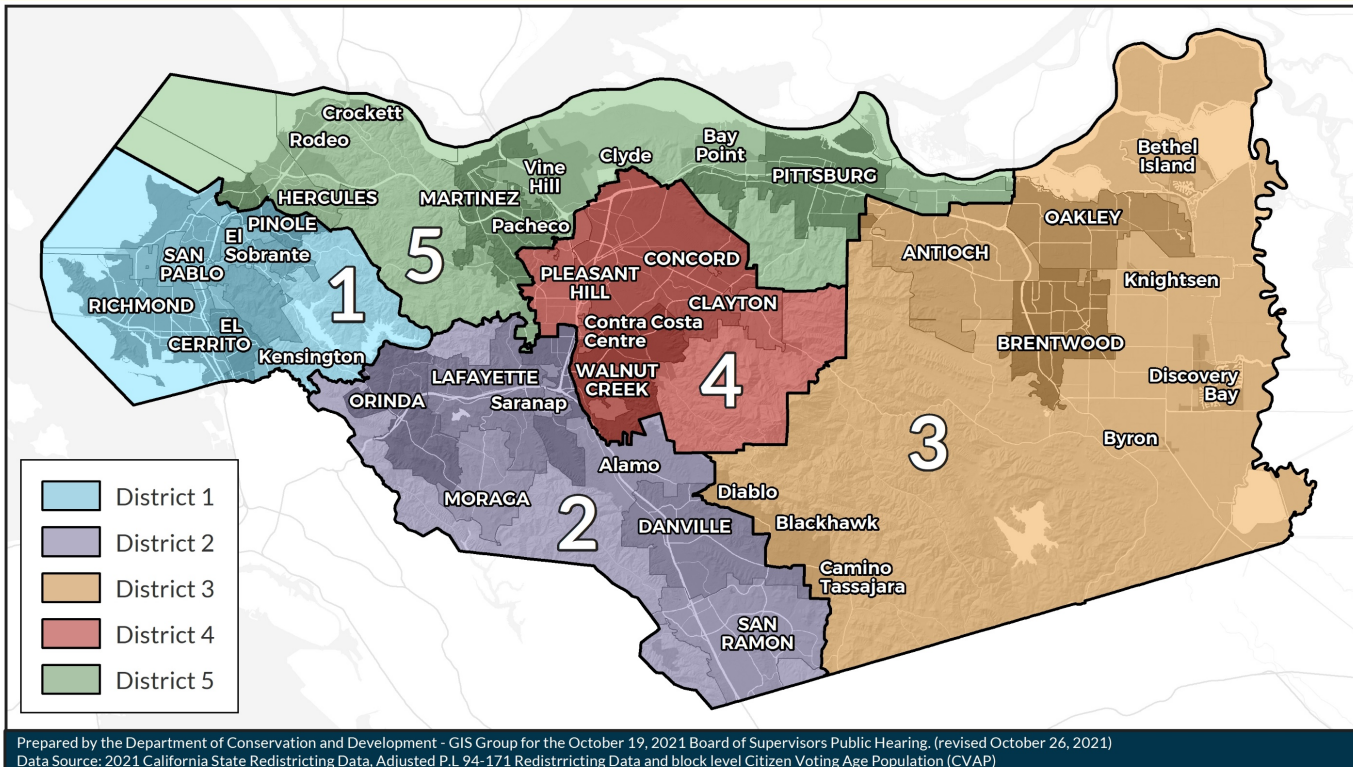 Crockett
Rodeo
Bay
Point
Clyde
Vine
Hill
Bethel
Island
PITTSBURG
HERCULES
MARTINEZ
PINOLE
Pacheco
OAKLEY
El
Sobrante
SAN
PABLO
5
CONCORD
ANTIOCH
PLEASANT
HILL
Knightsen
1
RICHMOND
CLAYTON
EL
CERRITO
Contra Costa
Centre
Kensington
BRENTWOOD
WALNUT
CREEK
4
LAFAYETTE
Discovery
Bay
ORINDA
Saranap
3
Byron
Alamo
MORAGA
Diablo
2
DANVILLE
Blackhawk
Camino
Tassajara
SAN
RAMON
District 1
District 2
District 3
District 4
District 5
Prepared by the Department of Conservation and Development - GIS Group for the October 19, 2021 Board of Supervisors Public Hearing. (revised October 26, 2021)
Data Source: 2021 California State Redistricting Data, Adjusted P.L 94-171 Redistrricting Data and block level Citizen Voting Age Population (CVAP)